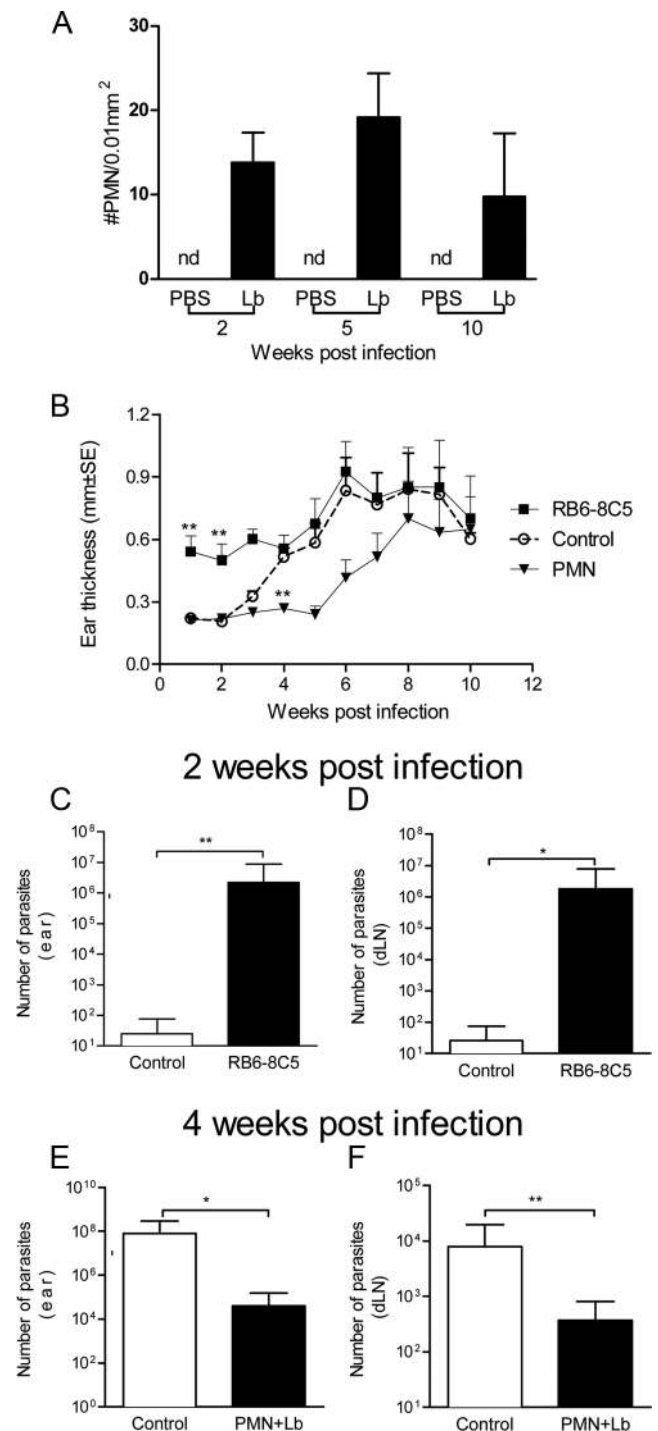 A
#PMN/0.01mm²
30
20
10
0
nd nd nd
PBS Lb PBS Lb PBS Lb
2 5 10
Weeks post infection
B
Ear thickness (mm±SE)
1.2
0.9
0.6
0.3
0.0
** **
**
0 2 4 6 8 10 12
Weeks post infection
RB6-8C5
Control
PMN
2 weeks post infection
C
Number of parasites
(ear)
10⁸
10⁷
10⁶
10⁵
10⁴
10³
10²
10¹
**
Control RB6-8C5
D
Number of parasites
(dLN)
10⁸
10⁷
10⁶
10⁵
10⁴
10³
10²
10¹
*
Control RB6-8C5
4 weeks post infection
E
Number of parasites
(ear)
10¹⁰
10⁸
10⁶
10⁴
10²
10⁰
*
Control PMN+Lb
F
Number of parasites
(dLN)
10⁵
10⁴
10³
10²
10¹
**
Control PMN+Lb